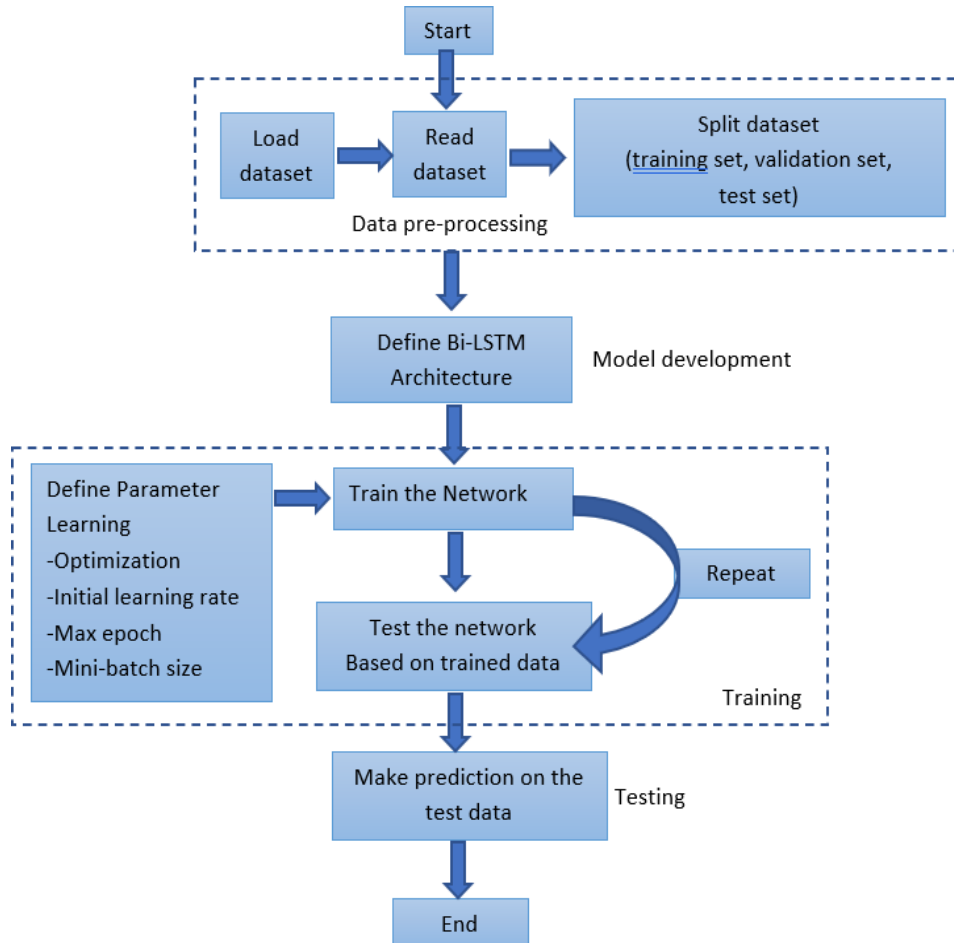 Start
Load
dataset
Read
dataset
Split dataset
(training set, validation set,
test set)
Data pre-processing
Define Bi-LSTM
Architecture
Model development
Define Parameter
Learning
-Optimization
-Initial learning rate
-Max epoch
-Mini-batch size
Train the Network
Repeat
Test the network
Based on trained data
Training
Make prediction on the
test data
Testing
End